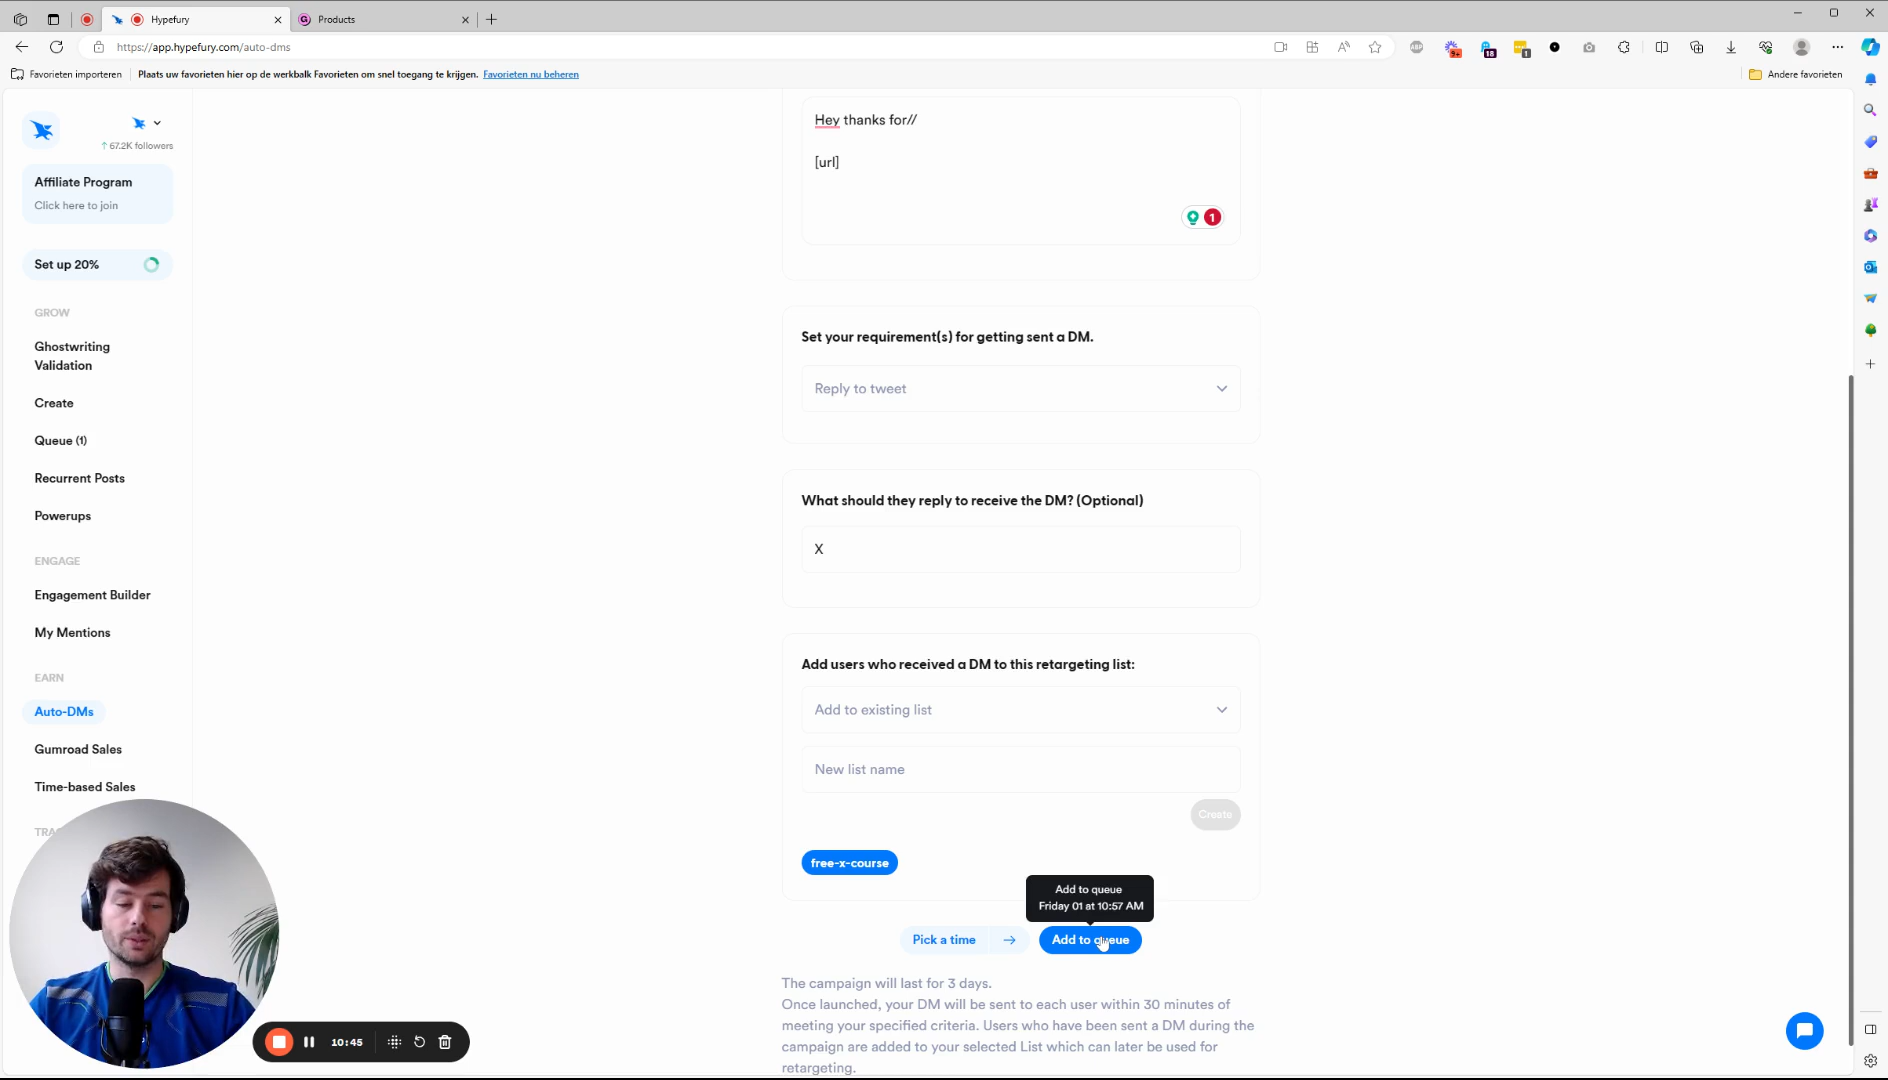 Hypefury
Products
https://app.hypefury.com/auto-dms
Favorieten importeren
Plaats uw favorieten hier op de werkbalk Favorieten om snel toegang te krijgen. Favorieten nu beheren
Andere favorieten
67.2K followers
Affiliate Program
Click here to join
Set up 20%
GROW
Ghostwriting
Validation
Create
Queue (1)
Recurrent Posts
Powerups
ENGAGE
Engagement Builder
My Mentions
EARN
Auto-DMs
Gumroad Sales
Time-based Sales
10:45
Hey thanks for//
[url]
1
Set your requirement(s) for getting sent a DM.
Reply to tweet
What should they reply to receive the DM? (Optional)
X
Add users who received a DM to this retargeting list:
Add to existing list
New list name
Create
free-x-course
Add to queue
Friday 01 at 10:57 AM
Pick a time
Add to queue
The campaign will last for 3 days.
Once launched, your DM will be sent to each user within 30 minutes of
meeting your specified criteria. Users who have been sent a DM during the
campaign are added to your selected List which can later be used for
retargeting.